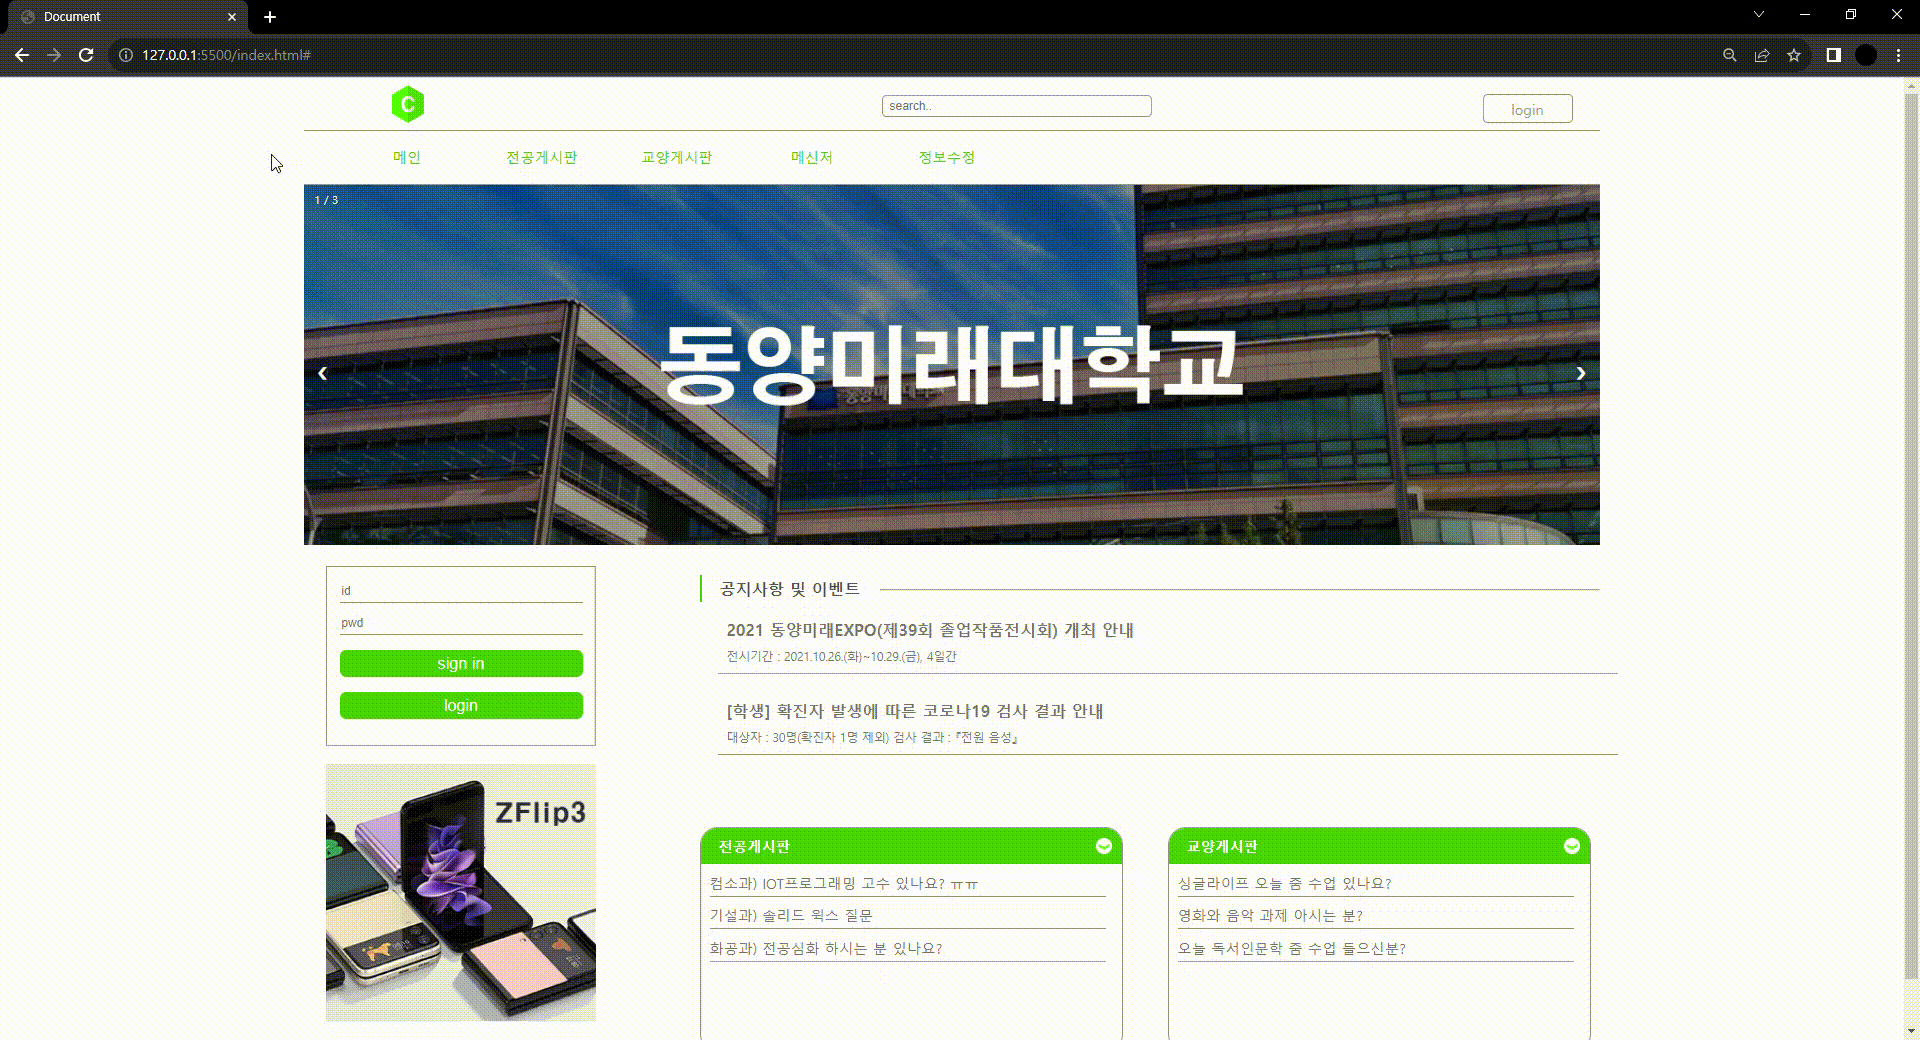 Document
127.0.0.1:5500/index.html#
C
search..
login
메인 전공게시판 교양게시판 메신저 정보수정
1 / 3
동양미래대학교
❮ ❯
id
pwd
sign in
login
공지사항 및 이벤트
2021 동양미래EXPO(제39회 졸업작품전시회) 개최 안내
전시기간 : 2021.10.26.(화)~10.29.(금), 4일간
[학생] 확진자 발생에 따른 코로나19 검사 결과 안내
대상자 : 30명(확진자 1명 제외) 검사 결과 :『전원 음성』
ZFlip3
전공게시판
컴소과) IOT프로그래밍 고수 있나요? ㅠㅠ
기설과) 솔리드 웍스 질문
화공과) 전공심화 하시는 분 있나요?
교양게시판
싱글라이프 오늘 줌 수업 있나요?
영화와 음악 과제 아시는 분?
오늘 독서인문학 줌 수업 들으신분?